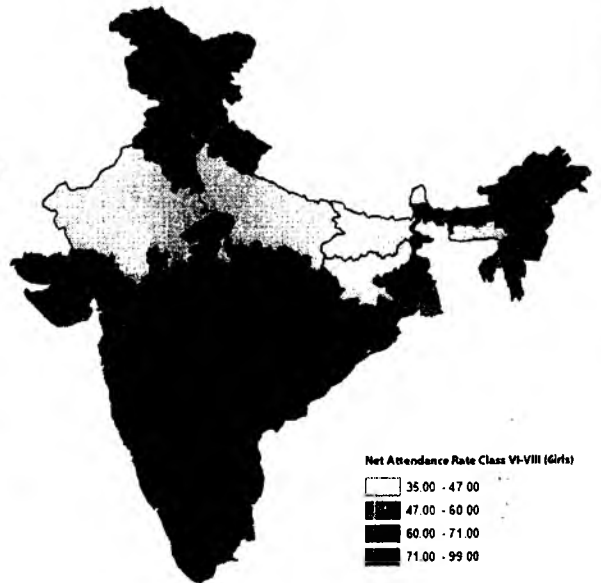 Net Attendance Rate Class VI-VIII (Girls)
35.00 - 47 00
47.00 - 60 00
60.00 - 71 00
71.00 - 99 00